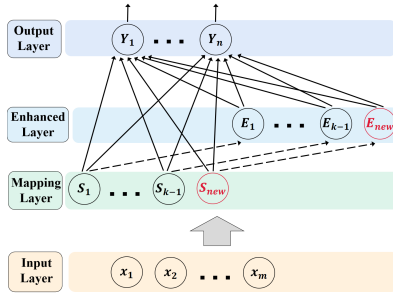 Output
Layer
Y1 ... Yn
Enhanced
Layer
E1 ... Ek−1 Enew
Mapping
Layer
S1 ... Sk−1 Snew
Input
Layer
x1 x2 ... xm